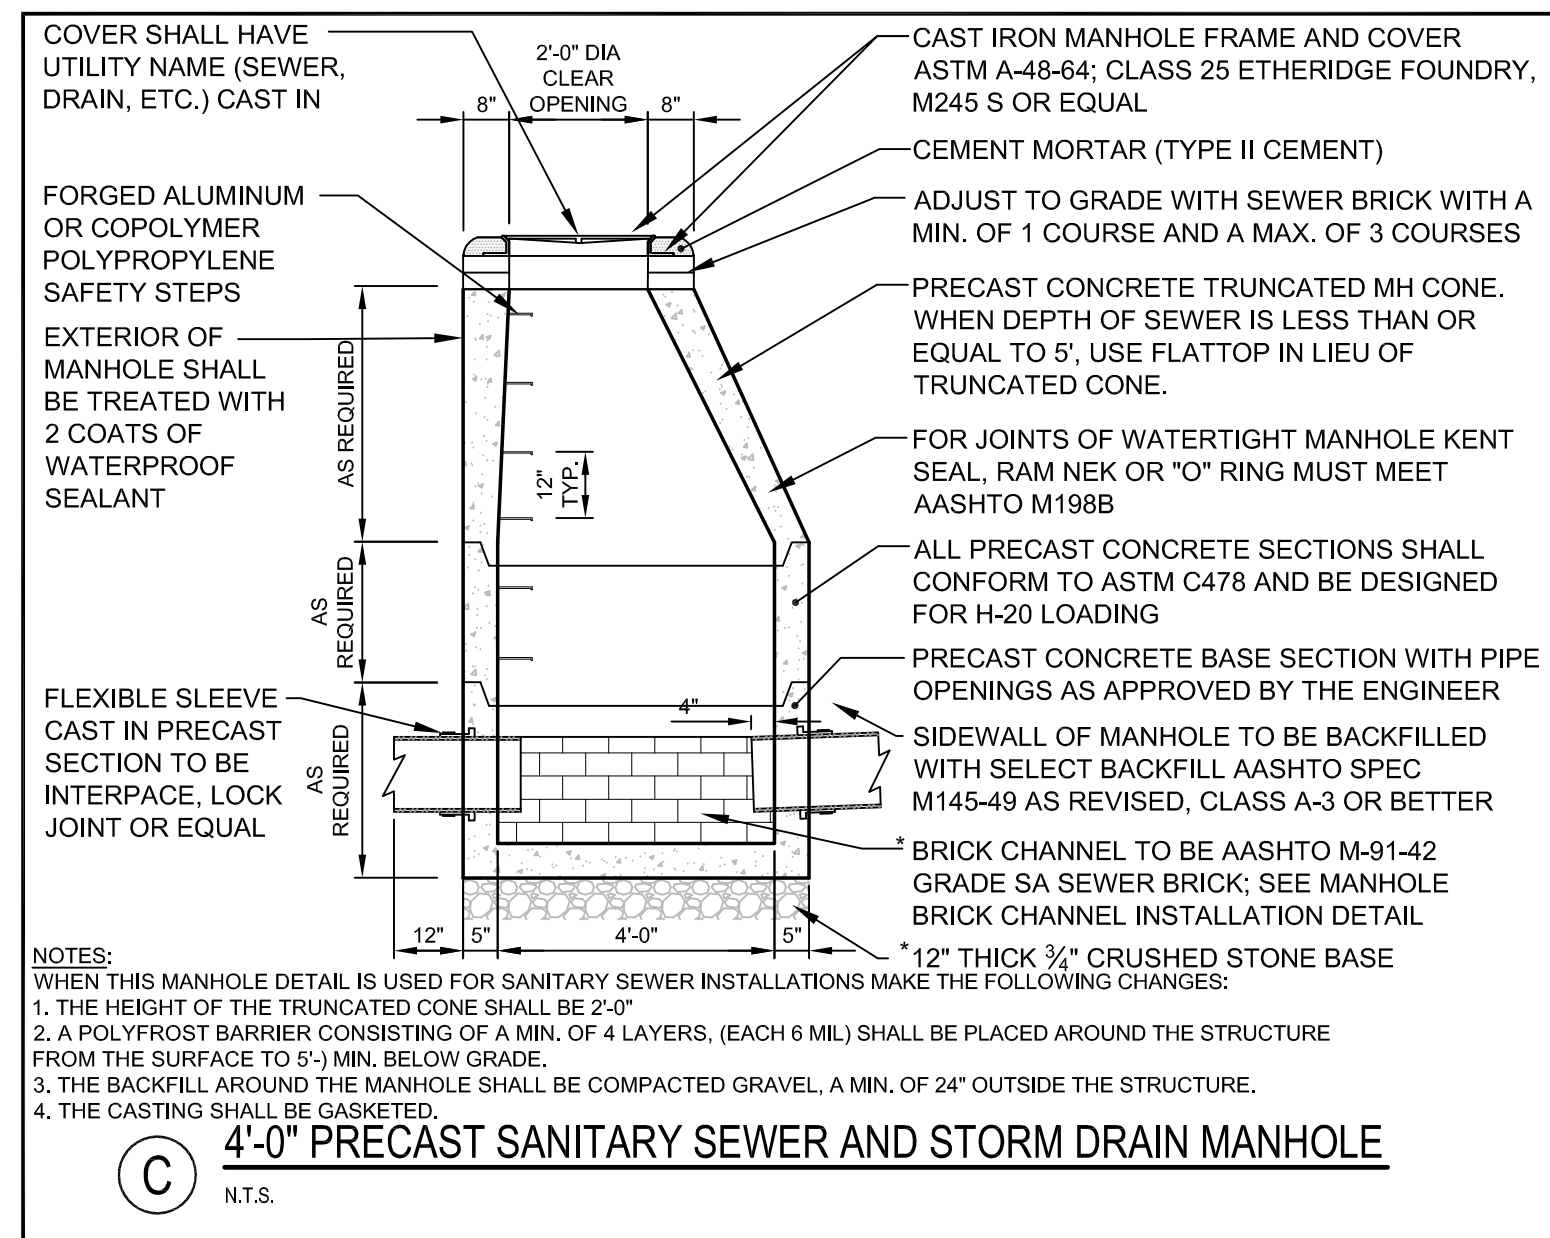 COVER SHALL HAVE
UTILITY NAME (SEWER,
DRAIN, ETC.) CAST IN
2'-0" DIA
CLEAR
OPENING
8"
8"
CAST IRON MANHOLE FRAME AND COVER
ASTM A-48-64; CLASS 25 ETHERIDGE FOUNDRY,
M245 S OR EQUAL
CEMENT MORTAR (TYPE II CEMENT)
FORGED ALUMINUM
OR COPOLYMER
POLYPROPYLENE
SAFETY STEPS
ADJUST TO GRADE WITH SEWER BRICK WITH A
MIN. OF 1 COURSE AND A MAX. OF 3 COURSES
PRECAST CONCRETE TRUNCATED MH CONE.
WHEN DEPTH OF SEWER IS LESS THAN OR
EQUAL TO 5', USE FLATTOP IN LIEU OF
TRUNCATED CONE.
EXTERIOR OF
MANHOLE SHALL
BE TREATED WITH
2 COATS OF
WATERPROOF
SEALANT
AS REQUIRED
12"
TYP.
FOR JOINTS OF WATERTIGHT MANHOLE KENT
SEAL, RAM NEK OR "O" RING MUST MEET
AASHTO M198B
ALL PRECAST CONCRETE SECTIONS SHALL
CONFORM TO ASTM C478 AND BE DESIGNED
FOR H-20 LOADING
AS
REQUIRED
PRECAST CONCRETE BASE SECTION WITH PIPE
OPENINGS AS APPROVED BY THE ENGINEER
FLEXIBLE SLEEVE
CAST IN PRECAST
SECTION TO BE
INTERPACE, LOCK
JOINT OR EQUAL
AS
REQUIRED
4"
SIDEWALL OF MANHOLE TO BE BACKFILLED
WITH SELECT BACKFILL AASHTO SPEC
M145-49 AS REVISED, CLASS A-3 OR BETTER
* BRICK CHANNEL TO BE AASHTO M-91-42
GRADE SA SEWER BRICK; SEE MANHOLE
BRICK CHANNEL INSTALLATION DETAIL
12"
5"
4'-0"
5"
*12" THICK ¾" CRUSHED STONE BASE
NOTES:
WHEN THIS MANHOLE DETAIL IS USED FOR SANITARY SEWER INSTALLATIONS MAKE THE FOLLOWING CHANGES:
1. THE HEIGHT OF THE TRUNCATED CONE SHALL BE 2'-0"
2. A POLYFROST BARRIER CONSISTING OF A MIN. OF 4 LAYERS, (EACH 6 MIL) SHALL BE PLACED AROUND THE STRUCTURE
FROM THE SURFACE TO 5'-) MIN. BELOW GRADE.
3. THE BACKFILL AROUND THE MANHOLE SHALL BE COMPACTED GRAVEL, A MIN. OF 24" OUTSIDE THE STRUCTURE.
4. THE CASTING SHALL BE GASKETED.
C
4'-0" PRECAST SANITARY SEWER AND STORM DRAIN MANHOLE
N.T.S.